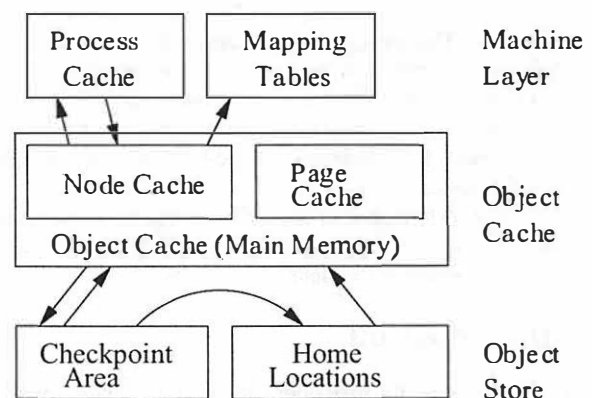 Process
Cache
Mapping
Tables
Machine
Layer
Node Cache
Page
Cache
Object Cache (Main Memory)
Object
Cache
Checkpoint
Area
Home
Locations
Object
Store